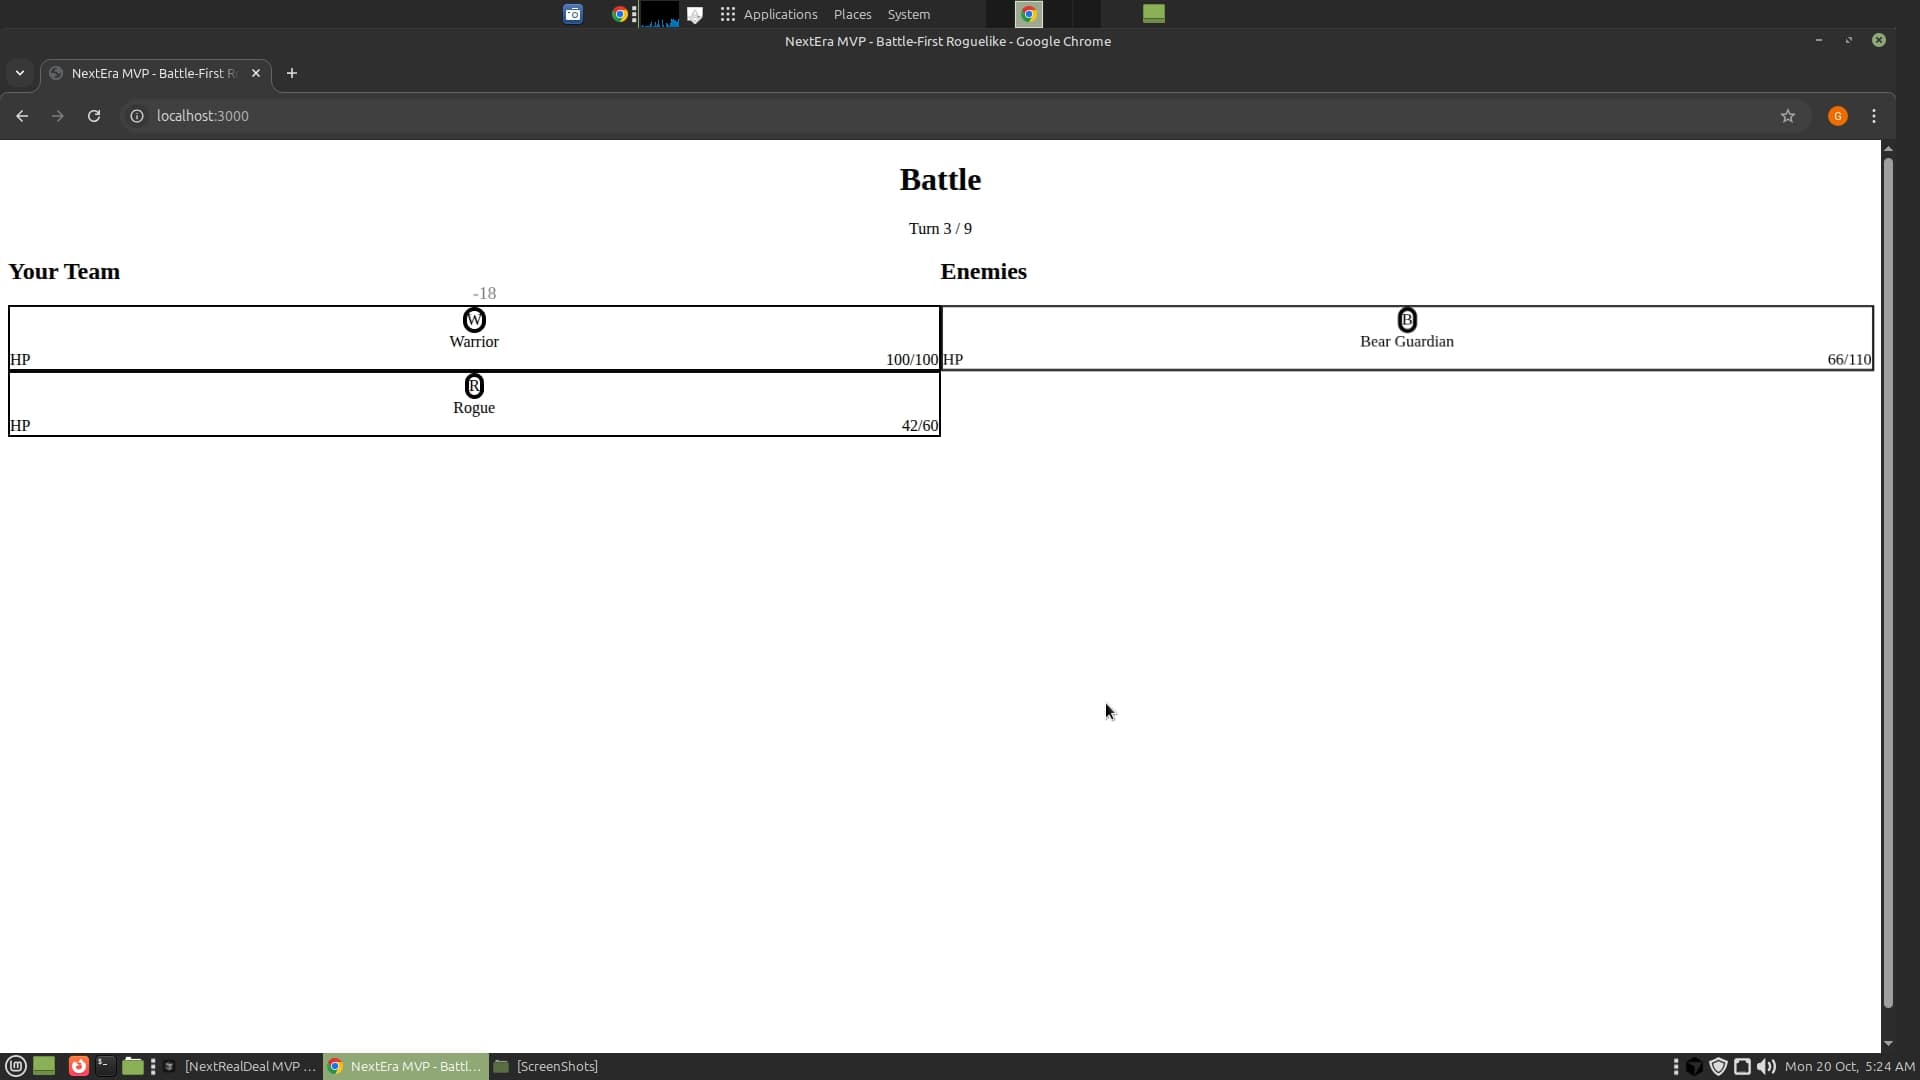 Applications Places System
NextEra MVP - Battle-First Roguelike - Google Chrome
NextEra MVP - Battle-First R
localhost:3000
G
Battle
Turn 3 / 9
Your Team
Enemies
-18
W
Warrior
HP 100/100
B
Bear Guardian
HP 66/110
R
Rogue
HP 42/60
[NextRealDeal MVP ...
NextEra MVP - Battl...
[ScreenShots]
Mon 20 Oct, 5:24 AM